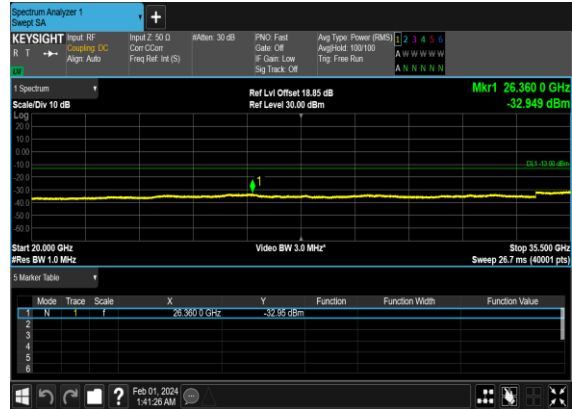 Spectrum Analyzer 1
Swept SA
+
KEYSIGHT Input: RF Input Z: 50 Ω #Atten: 30 dB PNO: Fast Avg Type: Power (RMS) 1 2 3 4 5 6
R T Coupling: DC Corr CCorr Gate: Off Avg|Hold: 100/100 A W W W W W
Align: Auto Freq Ref: Int (S) IF Gain: Low Trig: Free Run
Sig Track: Off A N N N N N
1 Spectrum Ref Lvl Offset 18.85 dB Mkr1 26.360 0 GHz
Scale/Div 10 dB Ref Level 30.00 dBm -32.949 dBm
Log
20.0
10.0
0.00
-10.0 DL1 -13.00 dBm
-20.0
1
-30.0
-40.0
-50.0
-60.0
Start 20.000 GHz Video BW 3.0 MHz* Stop 35.500 GHz
#Res BW 1.0 MHz Sweep 26.7 ms (40001 pts)
5 Marker Table
Mode Trace Scale X Y Function Function Width Function Value
1 N 1 f 26.360 0 GHz -32.95 dBm
2
3
4
5
6
? Feb 01, 2024
1:41:26 AM